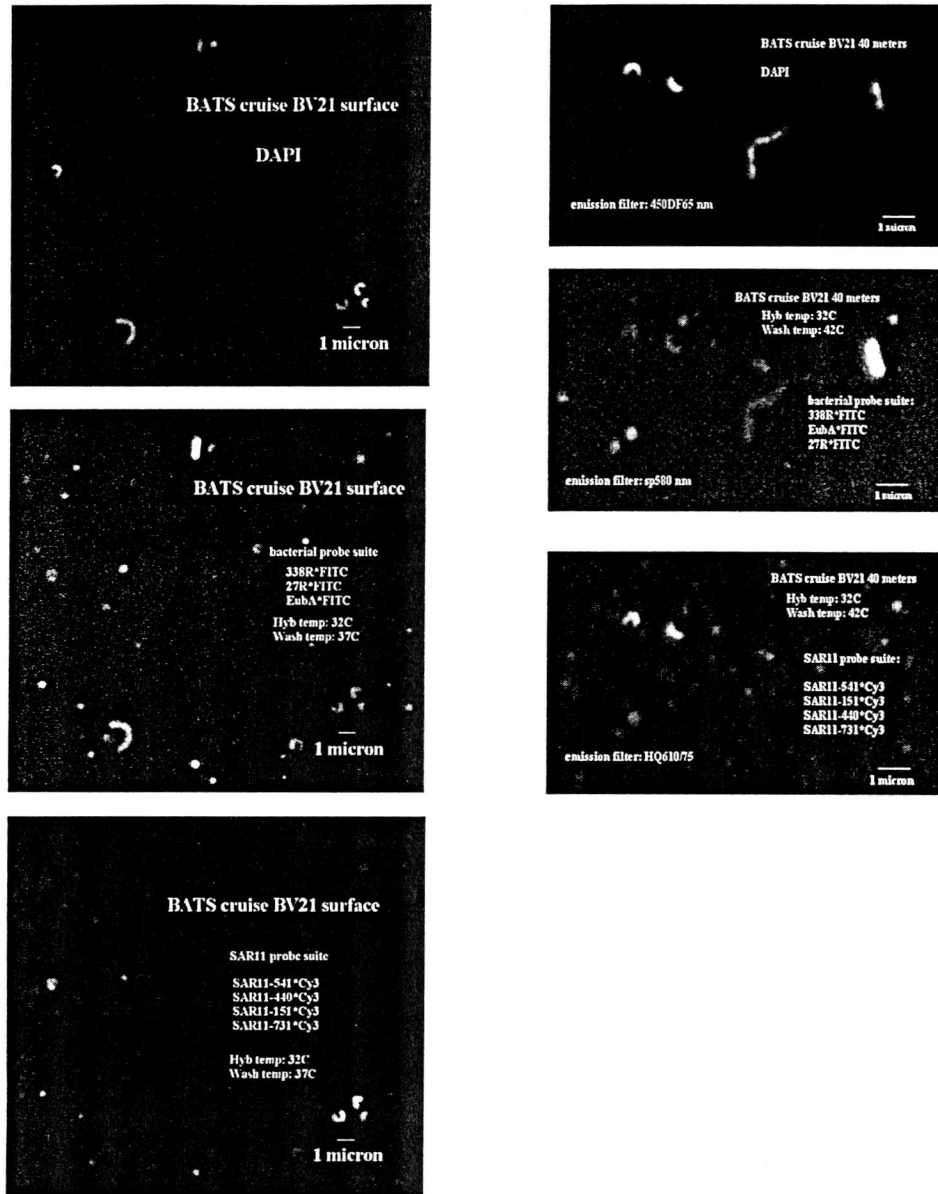 BATS cruise BV21 surface
DAPI
1 micron
BATS cruise BV21 surface
bacterial probe suite
338R*FITC
27R*FITC
EubA*FITC
Hyb temp: 32C
Wash temp: 37C
1 micron
BATS cruise BV21 surface
SAR11 probe suite
SAR11-541*Cy3
SAR11-440*Cy3
SAR11-151*Cy3
SAR11-731*Cy3
Hyb temp: 32C
Wash temp: 37C
1 micron
BATS cruise BV21 40 meters
DAPI
emission filter: 450DF65 nm
1 micron
BATS cruise BV21 40 meters
Hyb temp: 32C
Wash temp: 42C
bacterial probe suite:
338R*FITC
EubA*FITC
27R*FITC
emission filter: sp580 nm
1 micron
BATS cruise BV21 40 meters
Hyb temp: 32C
Wash temp: 42C
SAR11 probe suite:
SAR11-541*Cy3
SAR11-151*Cy3
SAR11-440*Cy3
SAR11-731*Cy3
emission filter: HQ610/75
1 micron